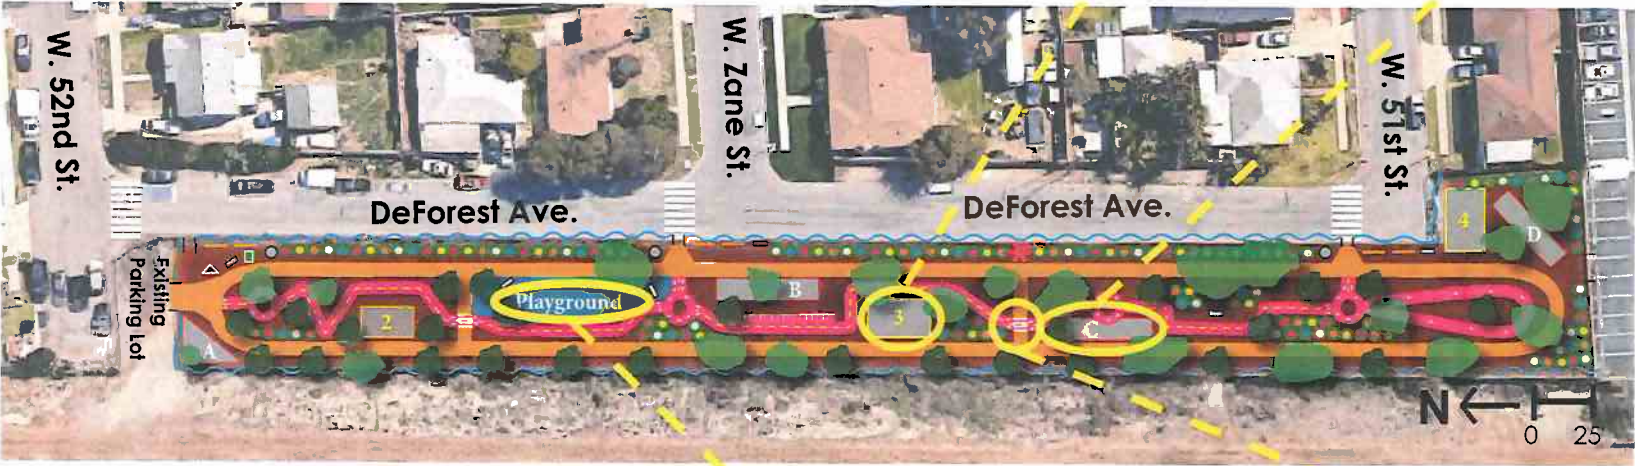 W. 52nd St.
W. Zane St.
W. 51st St.
DeForest Ave.
DeForest Ave.
Existing
Parking Lot
Playground
A
2
B
3
C
4
D
N
0 25